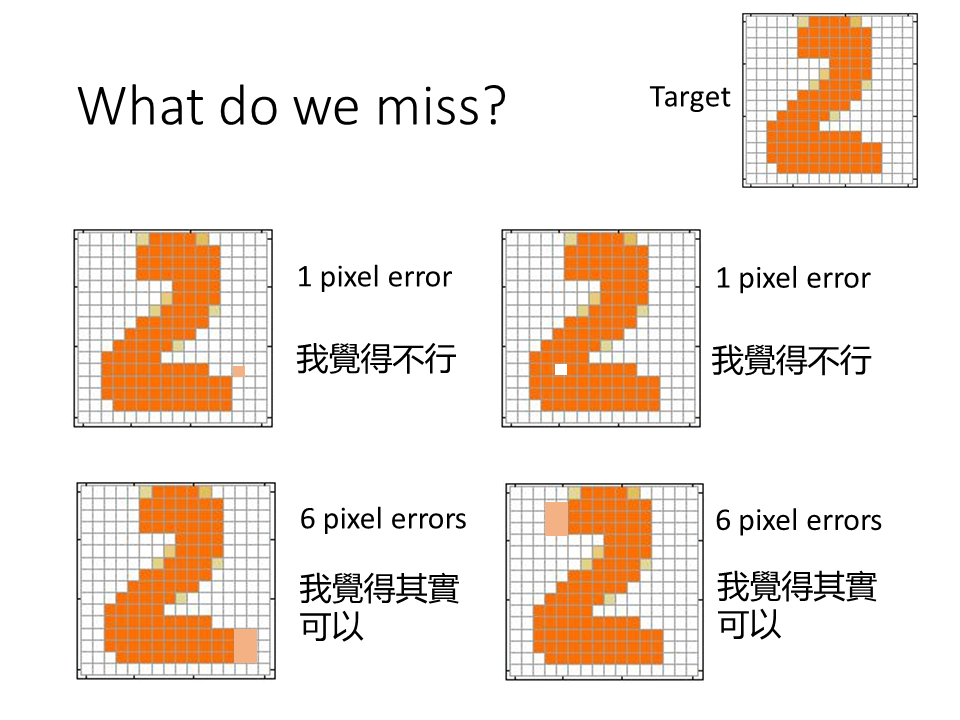 What do we miss?
Target
1 pixel error
我覺得不行
1 pixel error
我覺得不行
6 pixel errors
我覺得其實
可以
6 pixel errors
我覺得其實
可以